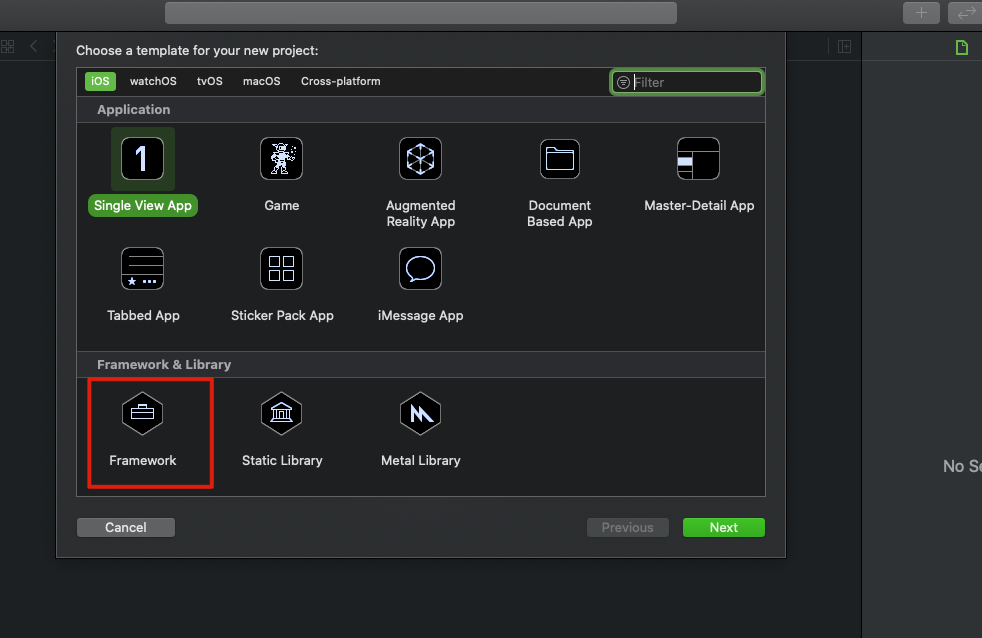 Choose a template for your new project:
iOS watchOS tvOS macOS Cross-platform Filter
Application
1
Single View App Game Augmented Reality App Document Based App Master-Detail App
Tabbed App Sticker Pack App iMessage App
Framework & Library
Framework Static Library Metal Library
No Se
Cancel Previous Next